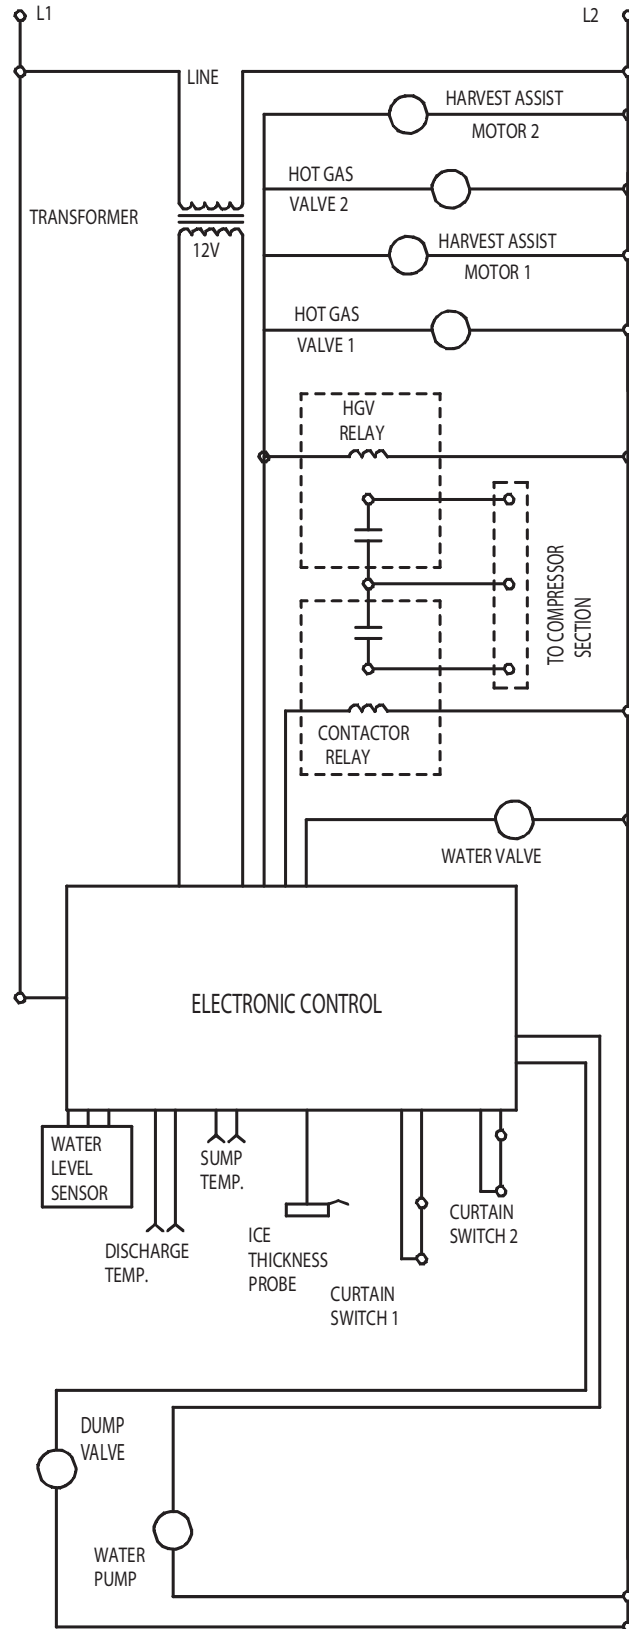 L1
L2
LINE
HARVEST ASSIST
MOTOR 2
HOT GAS
VALVE 2
TRANSFORMER
12V
HARVEST ASSIST
MOTOR 1
HOT GAS
VALVE 1
HGV
RELAY
TO COMPRESSOR
SECTION
CONTACTOR
RELAY
WATER VALVE
ELECTRONIC CONTROL
WATER
LEVEL
SENSOR
SUMP
TEMP.
DISCHARGE
TEMP.
ICE
THICKNESS
PROBE
CURTAIN
SWITCH 2
CURTAIN
SWITCH 1
DUMP
VALVE
WATER
PUMP